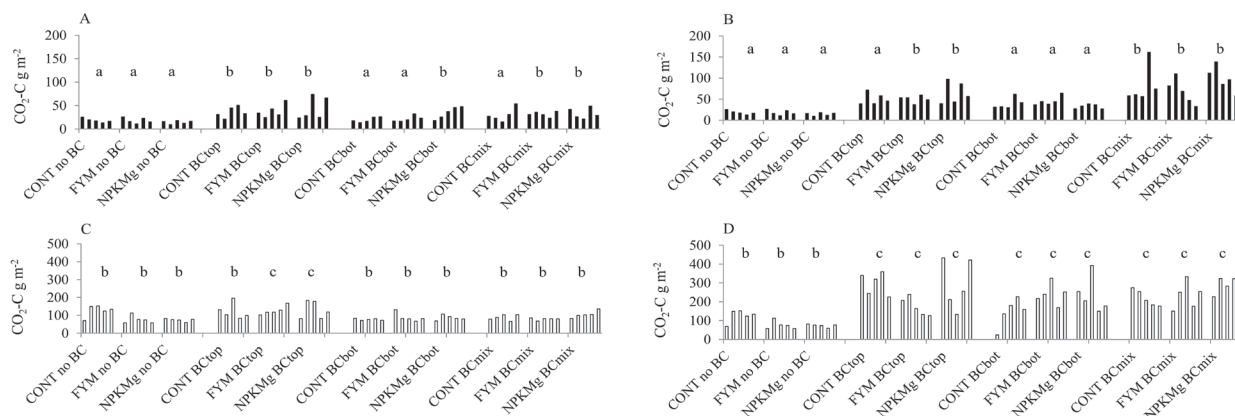 A
CO₂-C g m⁻²
200
150
100
50
0
a a a b b b a a b a b b
CONT no BC
FYM no BC
NPKMg no BC
CONT BCtop
FYM BCtop
NPKMg BCtop
CONT BCbot
FYM BCbot
NPKMg BCbot
CONT BCmix
FYM BCmix
NPKMg BCmix
B
CO₂-C g m⁻²
200
150
100
50
0
a a a a b b a a a b b b
CONT no BC
FYM no BC
NPKMg no BC
CONT BCtop
FYM BCtop
NPKMg BCtop
CONT BCbot
FYM BCbot
NPKMg BCbot
CONT BCmix
FYM BCmix
NPKMg BCmix
C
CO₂-C g m⁻²
500
400
300
200
100
0
b b b b c c b b b b b b
CONT no BC
FYM no BC
NPKMg no BC
CONT BCtop
FYM BCtop
NPKMg BCtop
CONT BCbot
FYM BCbot
NPKMg BCbot
CONT BCmix
FYM BCmix
NPKMg BCmix
D
CO₂-C g m⁻²
500
400
300
200
100
0
b b b c c c c c c c c c
CONT no BC
FYM no BC
NPKMg no BC
CONT BCtop
FYM BCtop
NPKMg BCtop
CONT BCbot
FYM BCbot
NPKMg BCbot
CONT BCmix
FYM BCmix
NPKMg BCmix